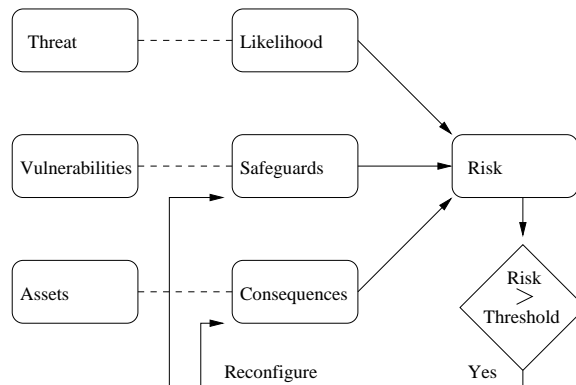 Threat
Likelihood
Vulnerabilities
Safeguards
Risk
Assets
Consequences
Risk
>
Threshold
Reconfigure
Yes